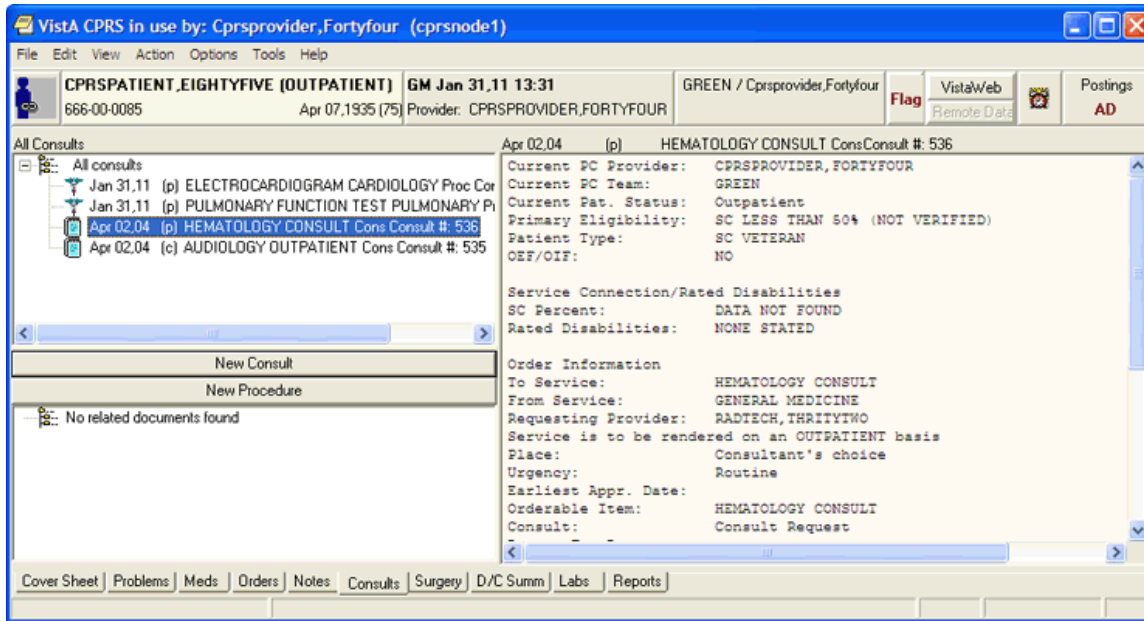 VistA CPRS in use by: Cprsprovider,Fortyfour (cprsnode1)
File Edit View Action Options Tools Help
CPRSPATIENT,EIGHTYFIVE (OUTPATIENT) GM Jan 31,11 13:31 GREEN / Cprsprovider,Fortyfour Flag VistaWeb Postings
666-00-0085 Apr 07,1935 (75) Provider: CPRSPROVIDER,FORTYFOUR Remote Data AD
All Consults
All consults
Jan 31,11 (p) ELECTROCARDIOGRAM CARDIOLOGY Proc Cor
Jan 31,11 (p) PULMONARY FUNCTION TEST PULMONARY
Apr 02,04 (p) HEMATOLOGY CONSULT Cons Consult #: 536
Apr 02,04 (c) AUDIOLOGY OUTPATIENT Cons Consult #: 535
New Consult
New Procedure
No related documents found
Apr 02,04 (p) HEMATOLOGY CONSULT ConsConsult #: 536
Current PC Provider: CPRSPROVIDER,FORTYFOUR
Current PC Team: GREEN
Current Pat. Status: Outpatient
Primary Eligibility: SC LESS THAN 50% (NOT VERIFIED)
Patient Type: SC VETERAN
OEF/OIF: NO
Service Connection/Rated Disabilities
SC Percent: DATA NOT FOUND
Rated Disabilities: NONE STATED
Order Information
To Service: HEMATOLOGY CONSULT
From Service: GENERAL MEDICINE
Requesting Provider: RADTECH,THRITYTWO
Service is to be rendered on an OUTPATIENT basis
Place: Consultant's choice
Urgency: Routine
Earliest Appr. Date:
Orderable Item: HEMATOLOGY CONSULT
Consult: Consult Request
Cover Sheet Problems Meds Orders Notes Consults Surgery D/C Summ Labs Reports